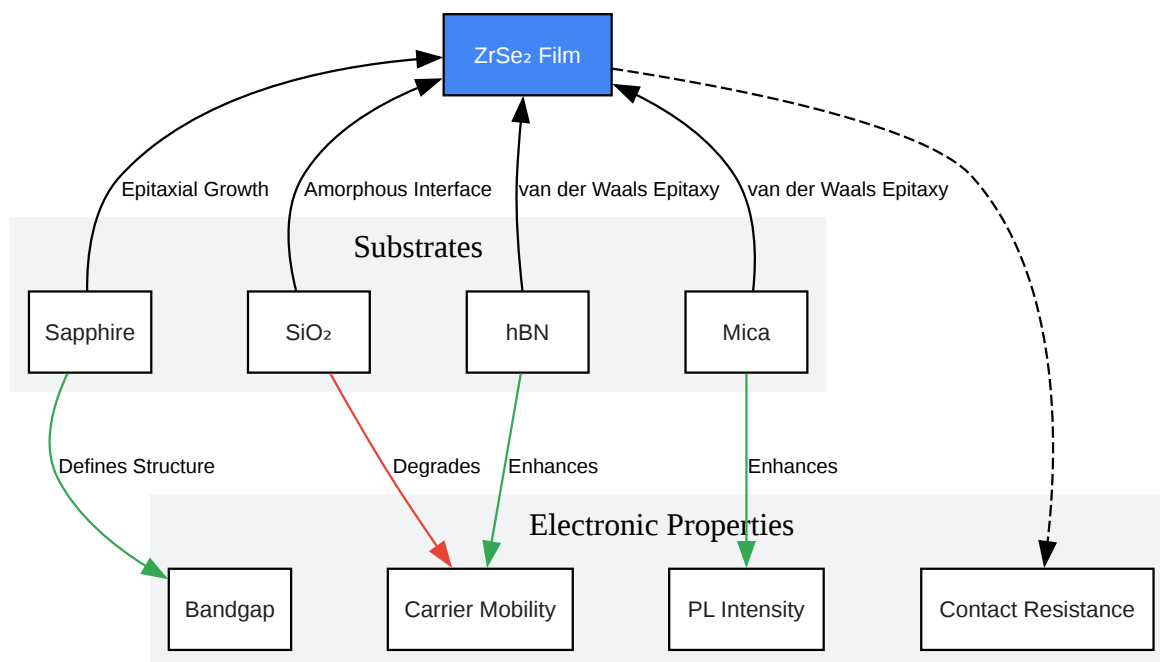 ZrSe₂ Film
Epitaxial Growth
Amorphous Interface
van der Waals Epitaxy
van der Waals Epitaxy
Substrates
Sapphire
SiO₂
hBN
Mica
Defines Structure
Degrades
Enhances
Enhances
Electronic Properties
Bandgap
Carrier Mobility
PL Intensity
Contact Resistance